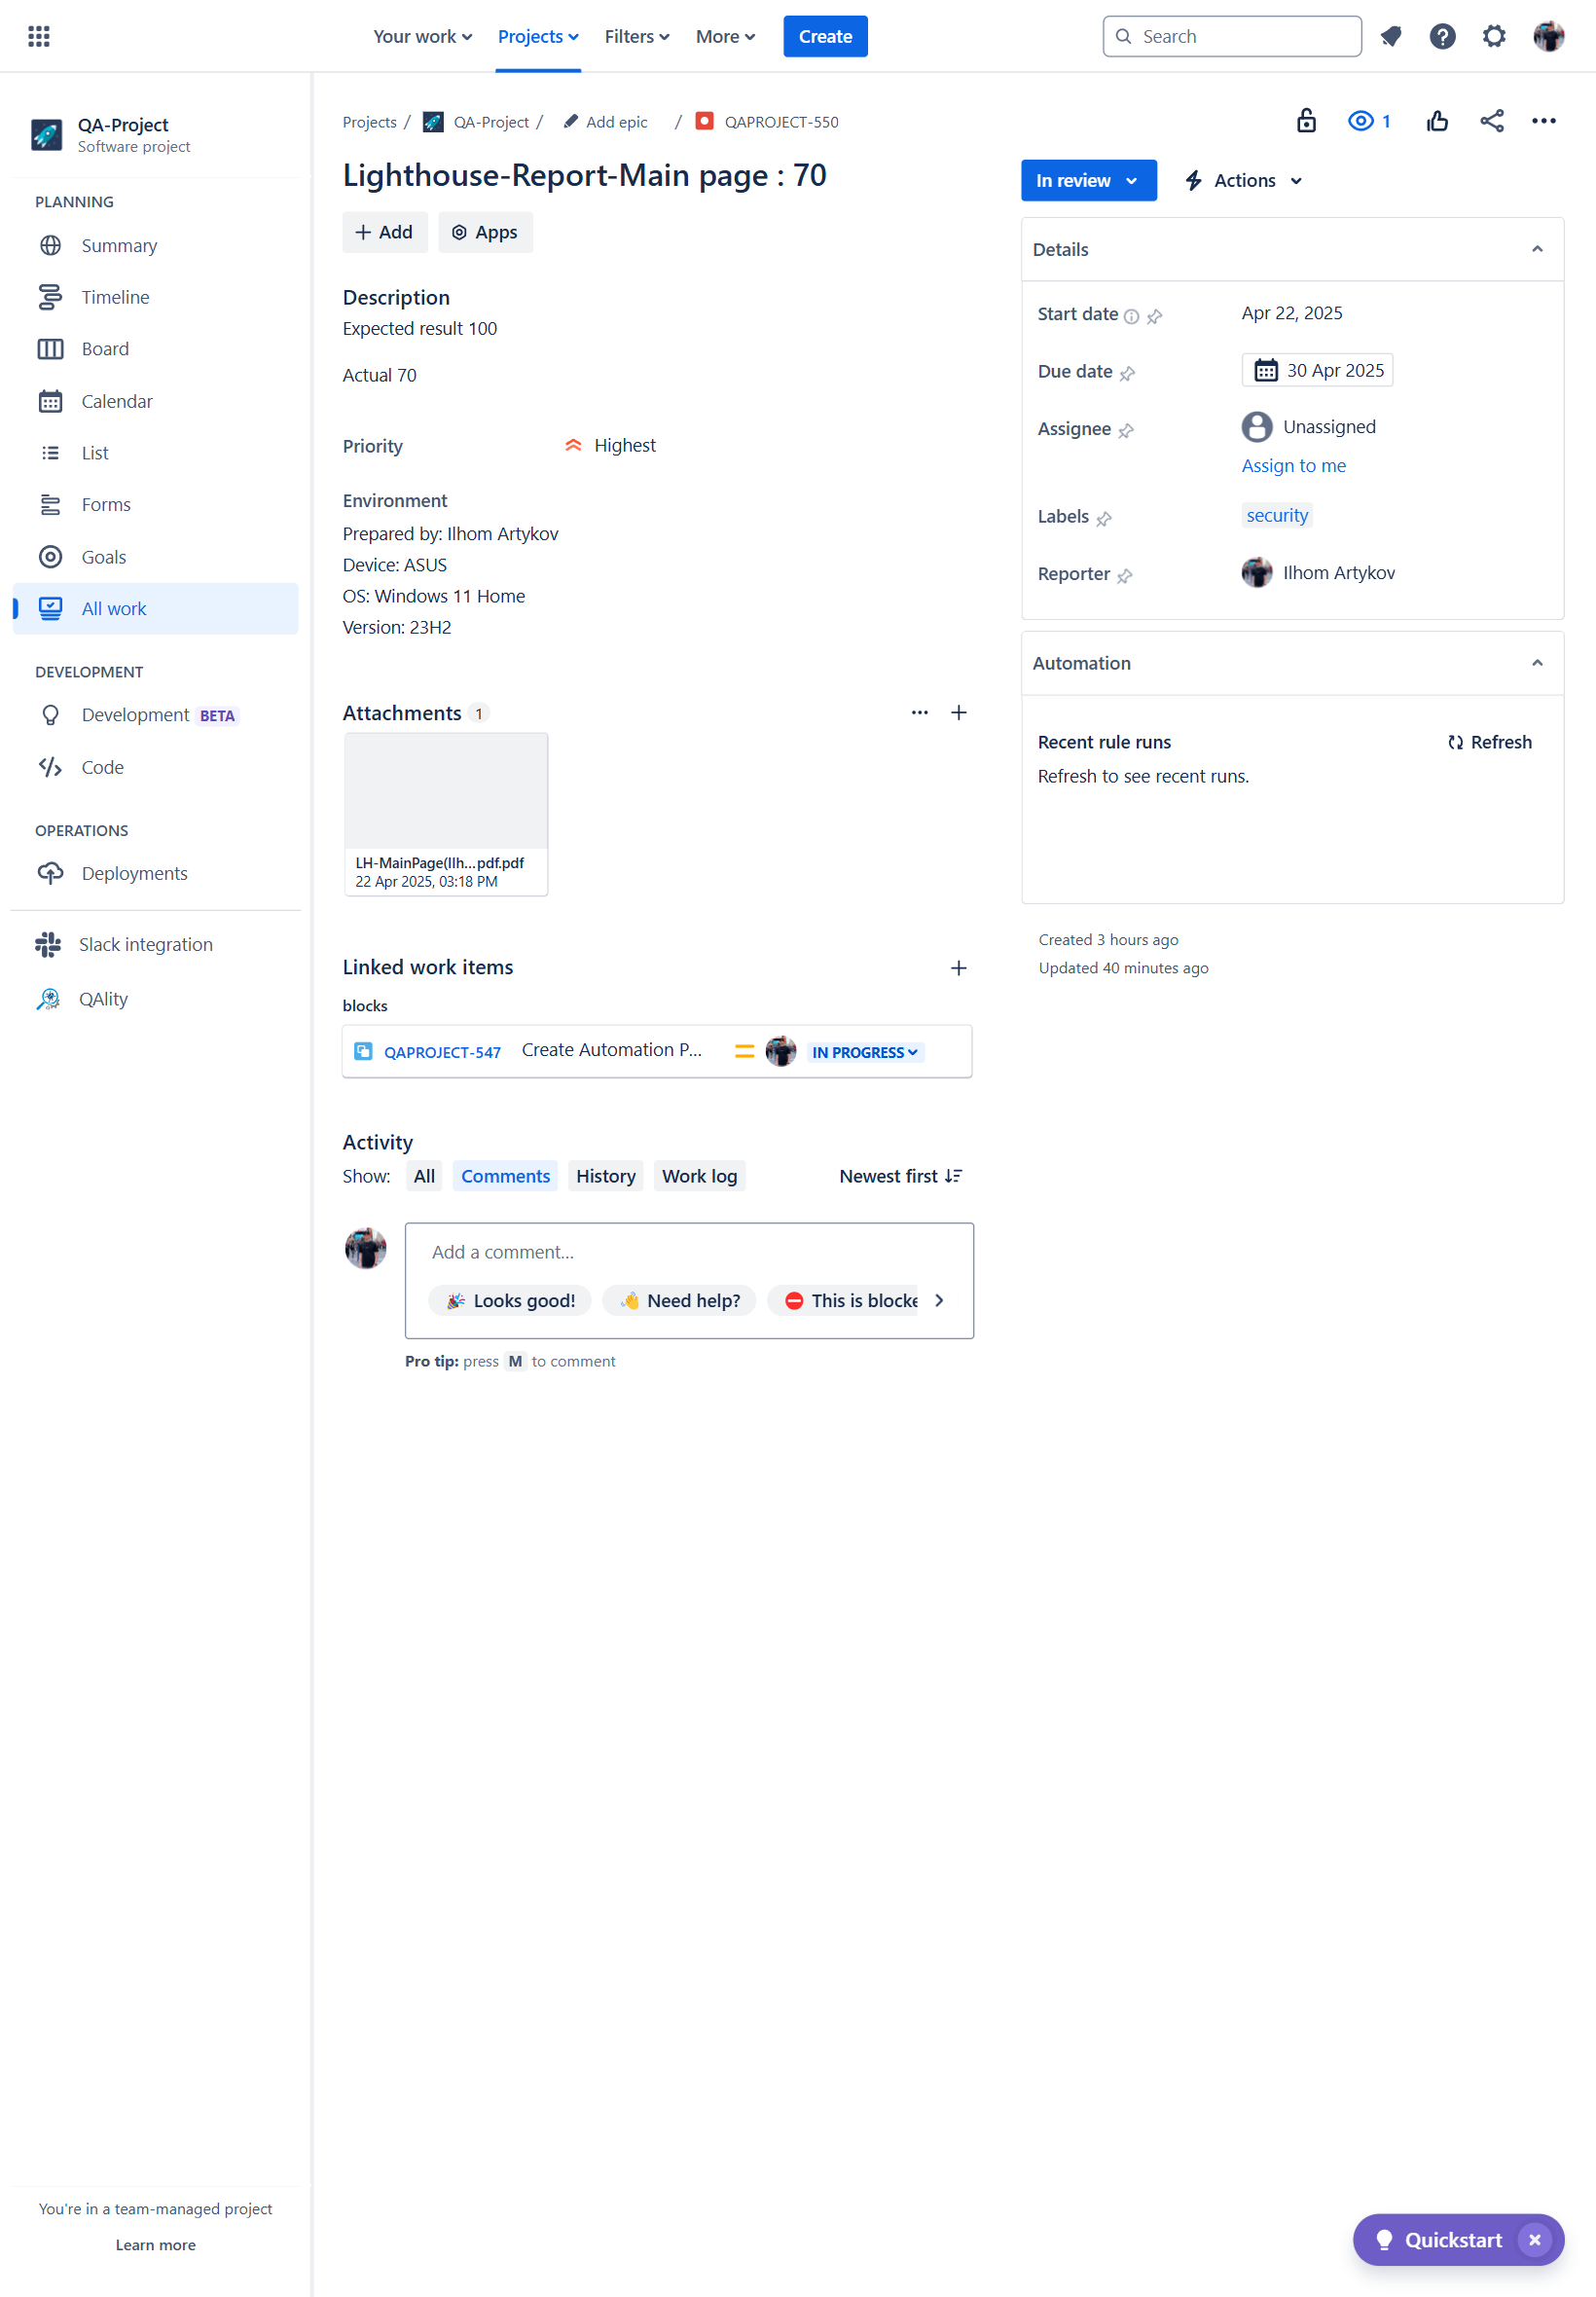 Your work
Projects
Filters
More
Create
Search
QA-Project
Software project
PLANNING
Summary
Timeline
Board
Calendar
List
Forms
Goals
All work
DEVELOPMENT
Development BETA
Code
OPERATIONS
Deployments
Slack integration
QAlity
You're in a team-managed project
Learn more
Projects / QA-Project / Add epic / QAPROJECT-550
1
Lighthouse-Report-Main page : 70
Add
Apps
Description
Expected result 100
Actual 70
Priority
Highest
Environment
Prepared by: Ilhom Artykov
Device: ASUS
OS: Windows 11 Home
Version: 23H2
Attachments 1
LH-MainPage(Ilh...pdf.pdf
22 Apr 2025, 03:18 PM
Linked work items
blocks
QAPROJECT-547 Create Automation P... IN PROGRESS
Activity
Show: All Comments History Work log Newest first
Add a comment...
Looks good! Need help? This is blocke
Pro tip: press M to comment
In review
Actions
Details
Start date Apr 22, 2025
Due date 30 Apr 2025
Assignee Unassigned
Assign to me
Labels security
Reporter Ilhom Artykov
Automation
Recent rule runs Refresh
Refresh to see recent runs.
Created 3 hours ago
Updated 40 minutes ago
Quickstart